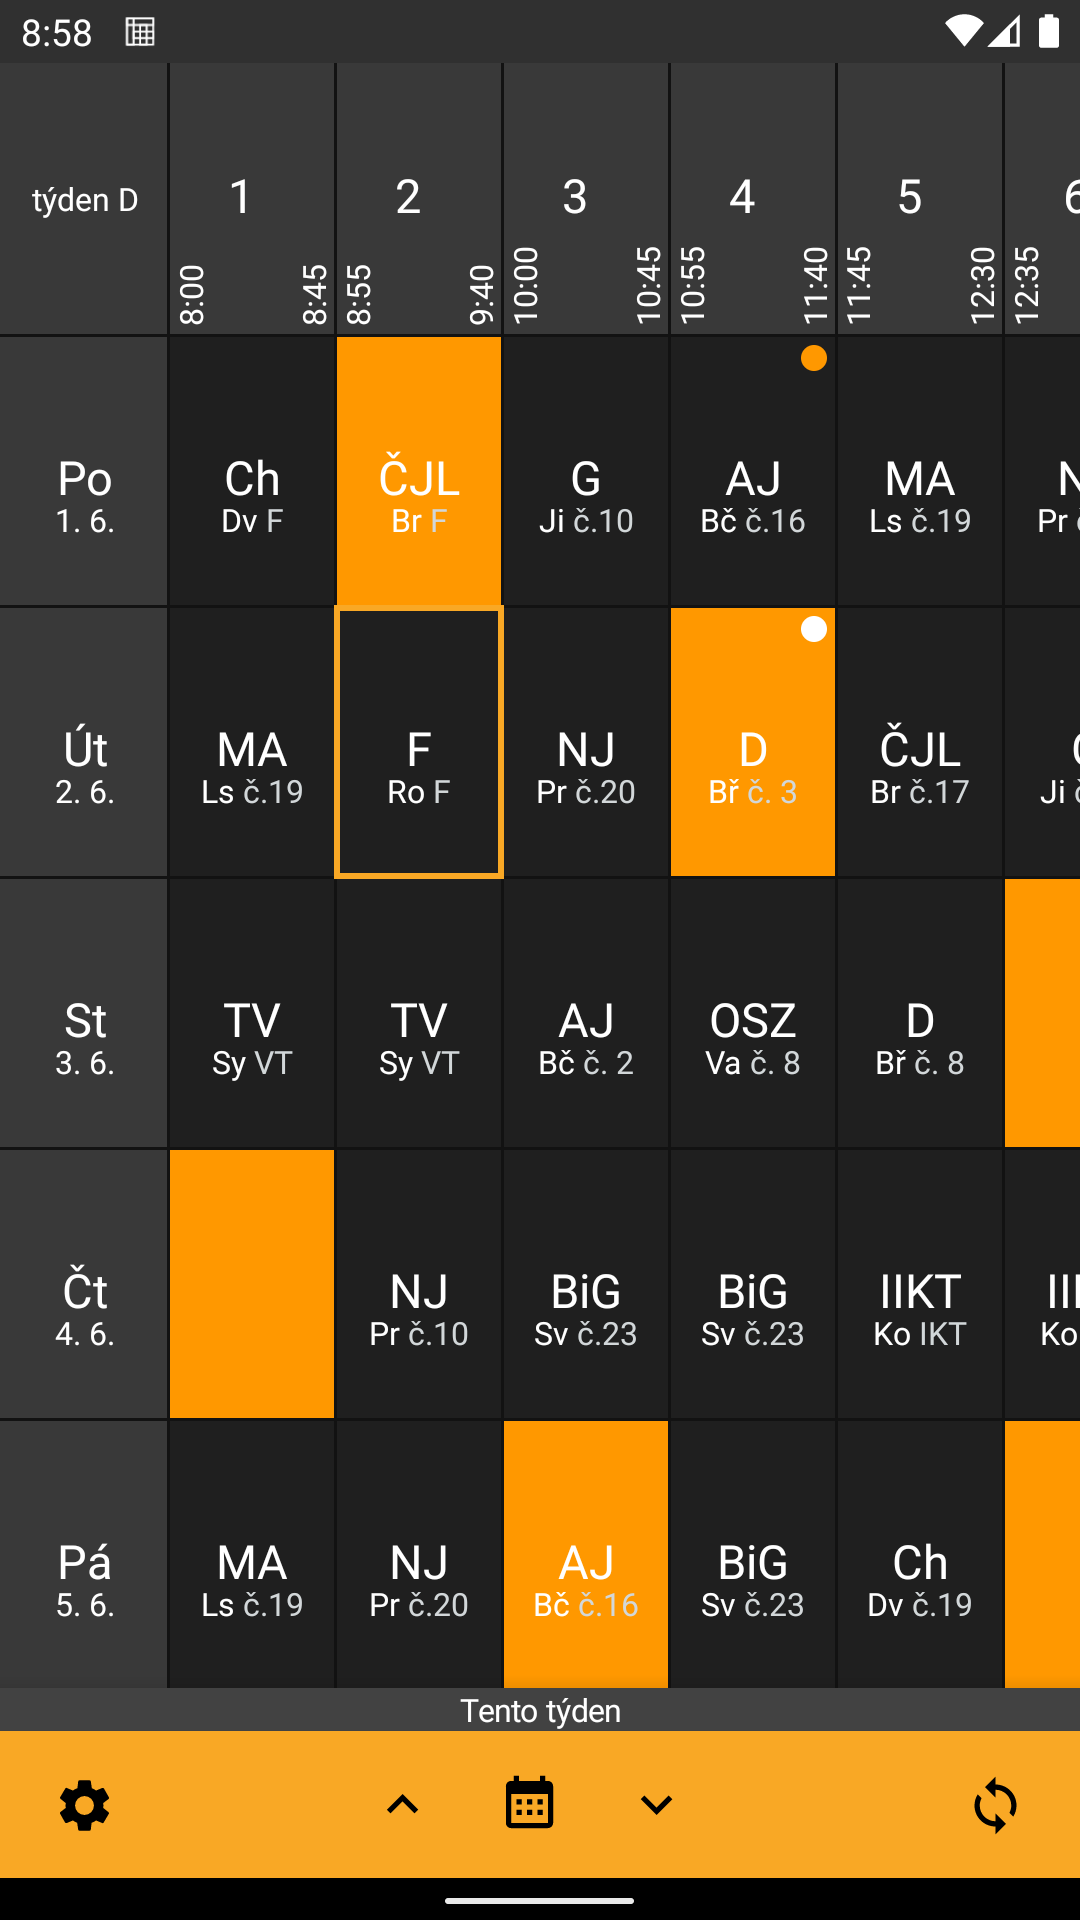 8:58
týden D
1
8:00
8:45
2
8:55
9:40
3
10:00
10:45
4
10:55
11:40
5
11:45
12:30
12:35
Po
1. 6.
Ch
Dv F
ČJL
Br F
G
Ji č.10
AJ
Bč č.16
MA
Ls č.19
Pr
Út
2. 6.
MA
Ls č.19
F
Ro F
NJ
Pr č.20
D
Bř č. 3
ČJL
Br č.17
Ji
St
3. 6.
TV
Sy VT
TV
Sy VT
AJ
Bč č. 2
OSZ
Va č. 8
D
Bř č. 8
Čt
4. 6.
NJ
Pr č.10
BiG
Sv č.23
BiG
Sv č.23
IIKT
Ko IKT
Ko
Pá
5. 6.
MA
Ls č.19
NJ
Pr č.20
AJ
Bč č.16
BiG
Sv č.23
Ch
Dv č.19
Tento týden